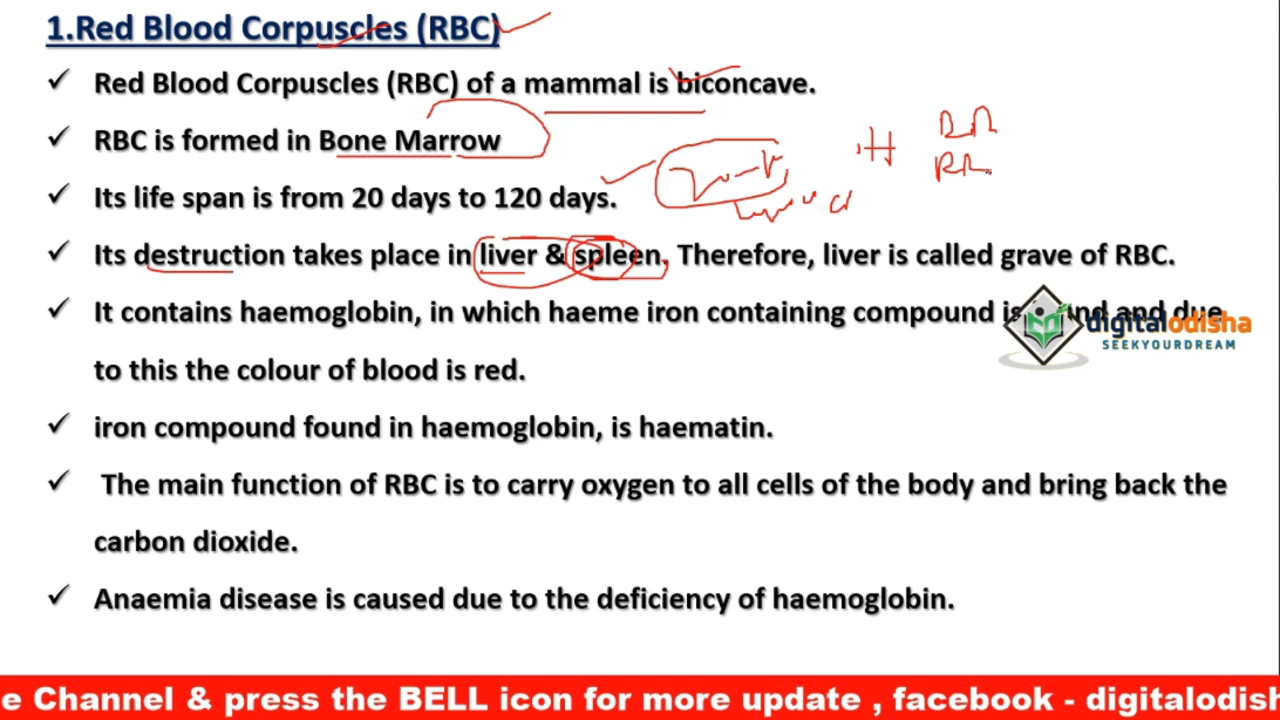 1.Red Blood Corpuscles (RBC)
✓ Red Blood Corpuscles (RBC) of a mammal is biconcave.
✓ RBC is formed in Bone Marrow
✓ Its life span is from 20 days to 120 days.
✓ Its destruction takes place in liver & spleen. Therefore, liver is called grave of RBC.
✓ It contains haemoglobin, in which haeme iron containing compound is found and due
to this the colour of blood is red.
digitalodisha
SEEKYOURDREAM
✓ iron compound found in haemoglobin, is haematin.
✓ The main function of RBC is to carry oxygen to all cells of the body and bring back the
carbon dioxide.
✓ Anaemia disease is caused due to the deficiency of haemoglobin.
e Channel & press the BELL icon for more update , facebook - digitalodish